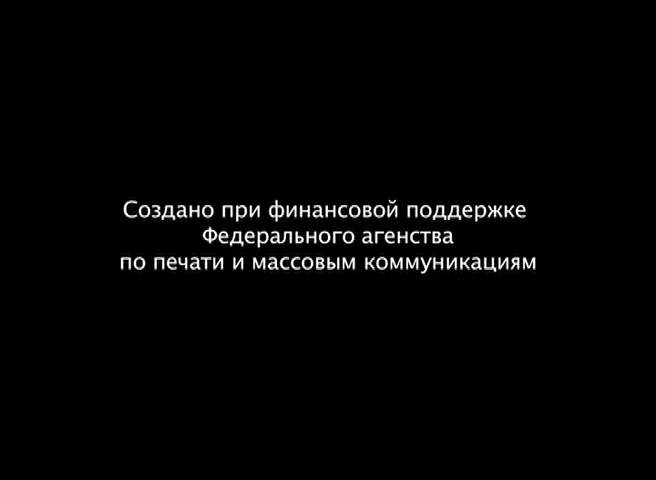 Создано при финансовой поддержке
Федерального агенства
по печати и массовым коммуникациям